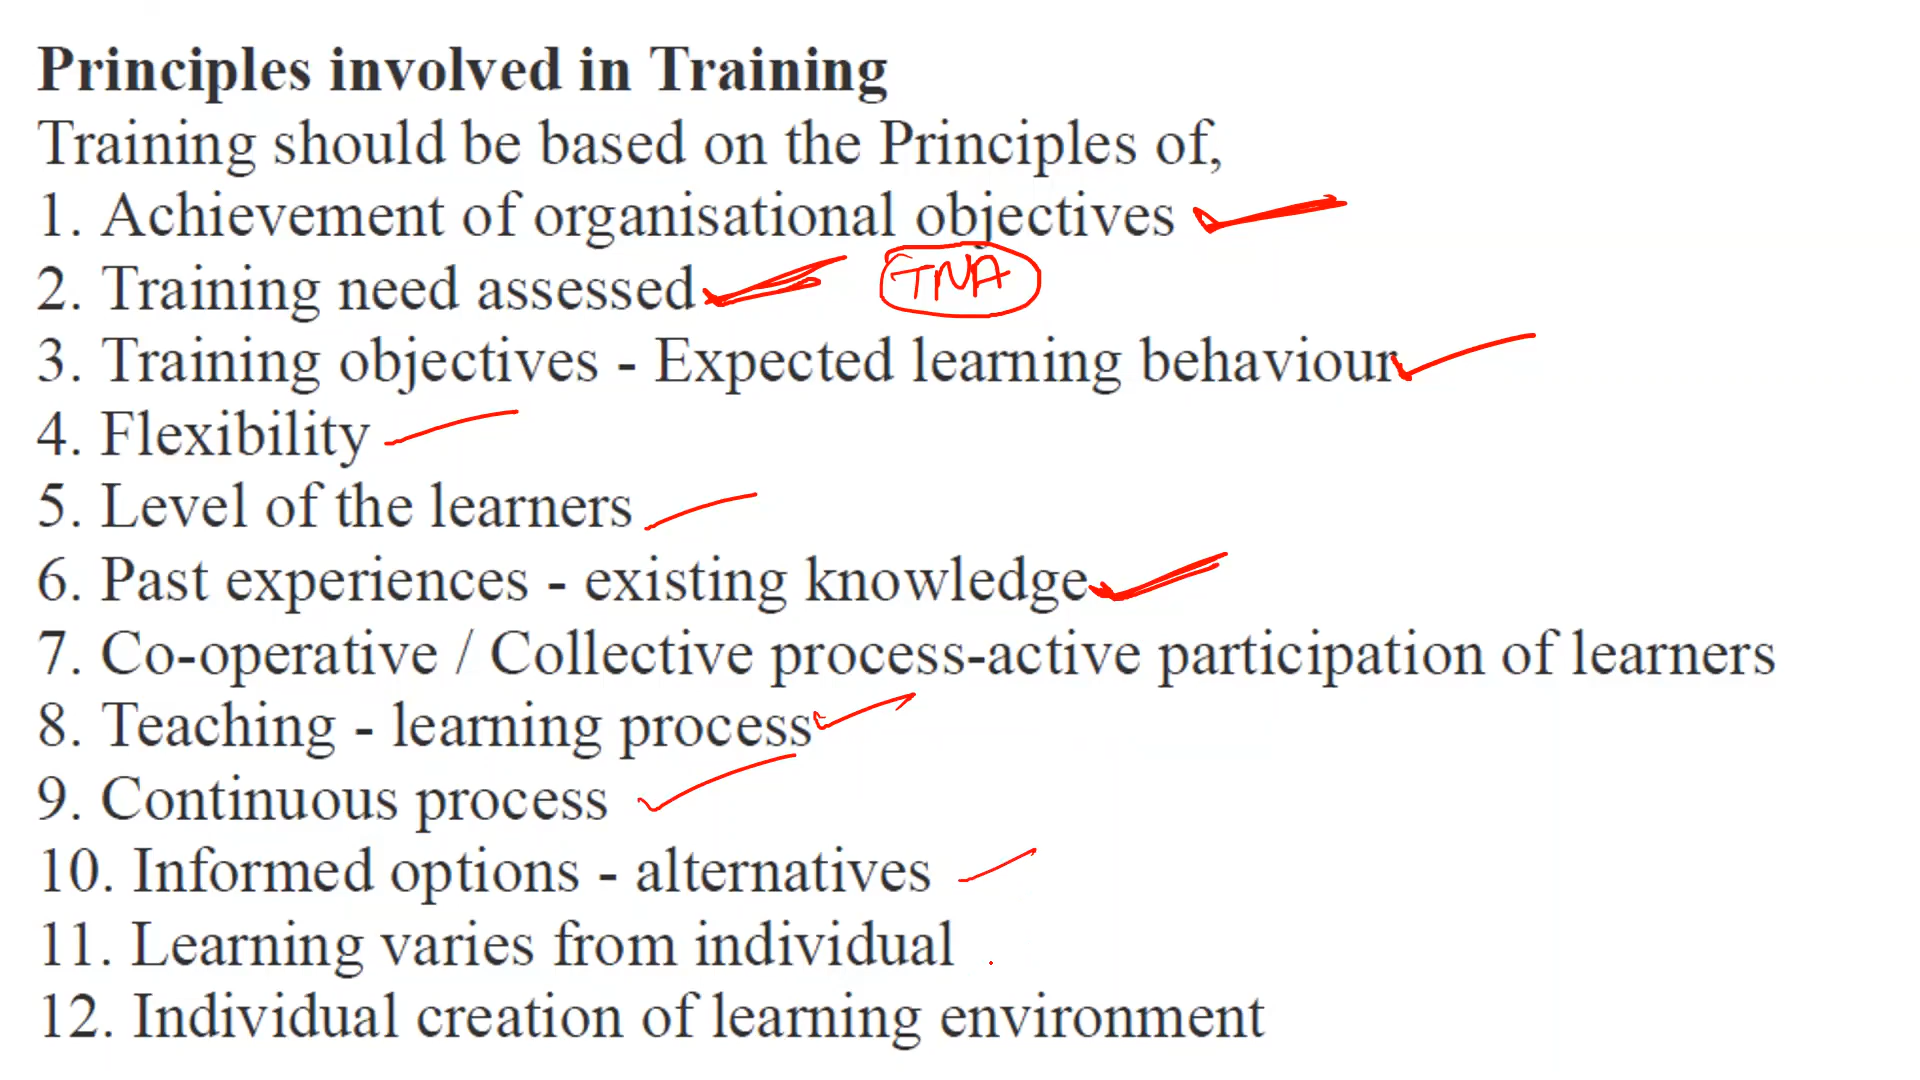 Principles involved in Training
Training should be based on the Principles of,
1. Achievement of organisational objectives
2. Training need assessed TNA
3. Training objectives - Expected learning behaviour
4. Flexibility
5. Level of the learners
6. Past experiences - existing knowledge
7. Co-operative / Collective process-active participation of learners
8. Teaching - learning process
9. Continuous process
10. Informed options - alternatives
11. Learning varies from individual
12. Individual creation of learning environment